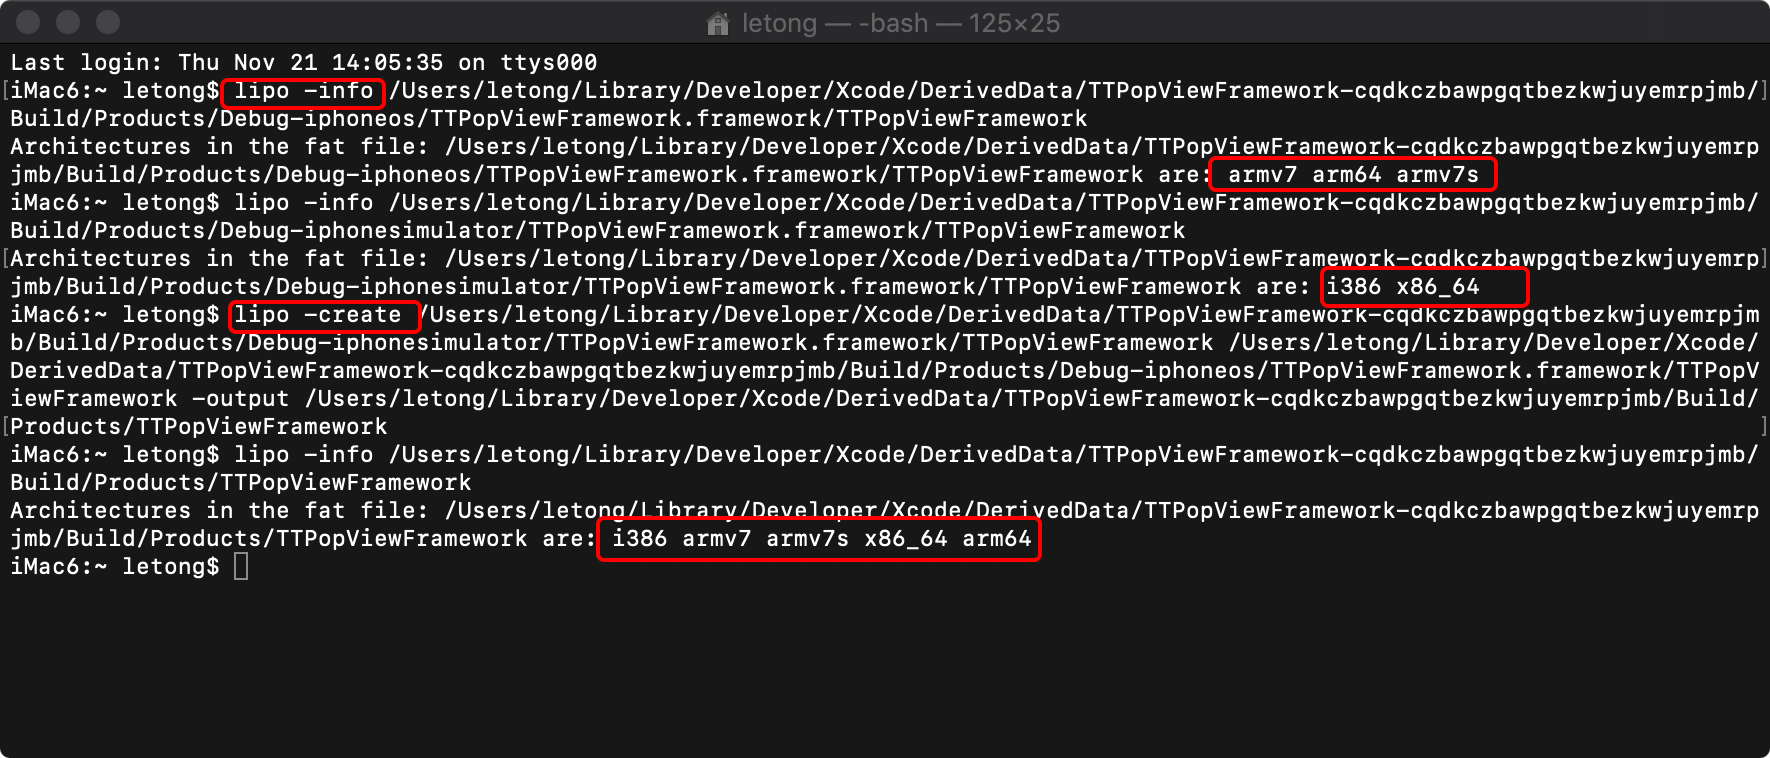 letong — -bash — 125×25
Last login: Thu Nov 21 14:05:35 on ttys000
[iMac6:~ letong$ lipo -info /Users/letong/Library/Developer/Xcode/DerivedData/TTPopViewFramework-cqdkczbawpgqtbezkwjuyemrpjmb/]
Build/Products/Debug-iphoneos/TTPopViewFramework.framework/TTPopViewFramework
Architectures in the fat file: /Users/letong/Library/Developer/Xcode/DerivedData/TTPopViewFramework-cqdkczbawpgqtbezkwjuyemrp
jmb/Build/Products/Debug-iphoneos/TTPopViewFramework.framework/TTPopViewFramework are: armv7 arm64 armv7s
iMac6:~ letong$ lipo -info /Users/letong/Library/Developer/Xcode/DerivedData/TTPopViewFramework-cqdkczbawpgqtbezkwjuyemrpjmb/
Build/Products/Debug-iphonesimulator/TTPopViewFramework.framework/TTPopViewFramework
[Architectures in the fat file: /Users/letong/Library/Developer/Xcode/DerivedData/TTPopViewFramework-cqdkczbawpgqtbezkwjuyemrp]
jmb/Build/Products/Debug-iphonesimulator/TTPopViewFramework.framework/TTPopViewFramework are: i386 x86_64
iMac6:~ letong$ lipo -create /Users/letong/Library/Developer/Xcode/DerivedData/TTPopViewFramework-cqdkczbawpgqtbezkwjuyemrpjm
b/Build/Products/Debug-iphonesimulator/TTPopViewFramework.framework/TTPopViewFramework /Users/letong/Library/Developer/Xcode/
DerivedData/TTPopViewFramework-cqdkczbawpgqtbezkwjuyemrpjmb/Build/Products/Debug-iphoneos/TTPopViewFramework.framework/TTPopV
iewFramework -output /Users/letong/Library/Developer/Xcode/DerivedData/TTPopViewFramework-cqdkczbawpgqtbezkwjuyemrpjmb/Build/
[Products/TTPopViewFramework ]
iMac6:~ letong$ lipo -info /Users/letong/Library/Developer/Xcode/DerivedData/TTPopViewFramework-cqdkczbawpgqtbezkwjuyemrpjmb/
Build/Products/TTPopViewFramework
Architectures in the fat file: /Users/letong/Library/Developer/Xcode/DerivedData/TTPopViewFramework-cqdkczbawpgqtbezkwjuyemrp
jmb/Build/Products/TTPopViewFramework are: i386 armv7 armv7s x86_64 arm64
iMac6:~ letong$